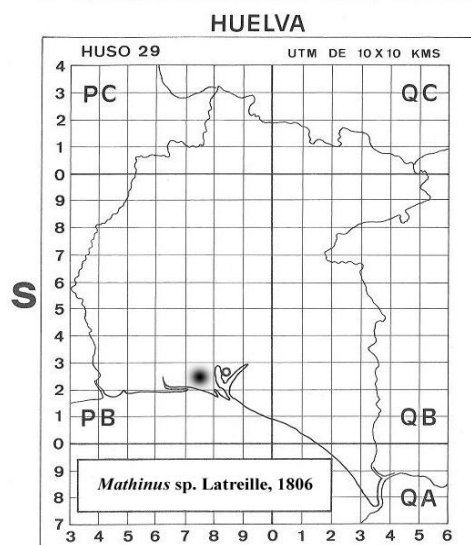 HUELVA
HUSO 29 UTM DE 10 X 10 KMS
4
3 PC QC
2
1
0
9
8
7
6
S
5
4
3
2
1 PB QB
0
9
8 Mathinus sp. Latreille, 1806 QA
7
3 4 5 6 7 8 9 0 1 2 3 4 5 6